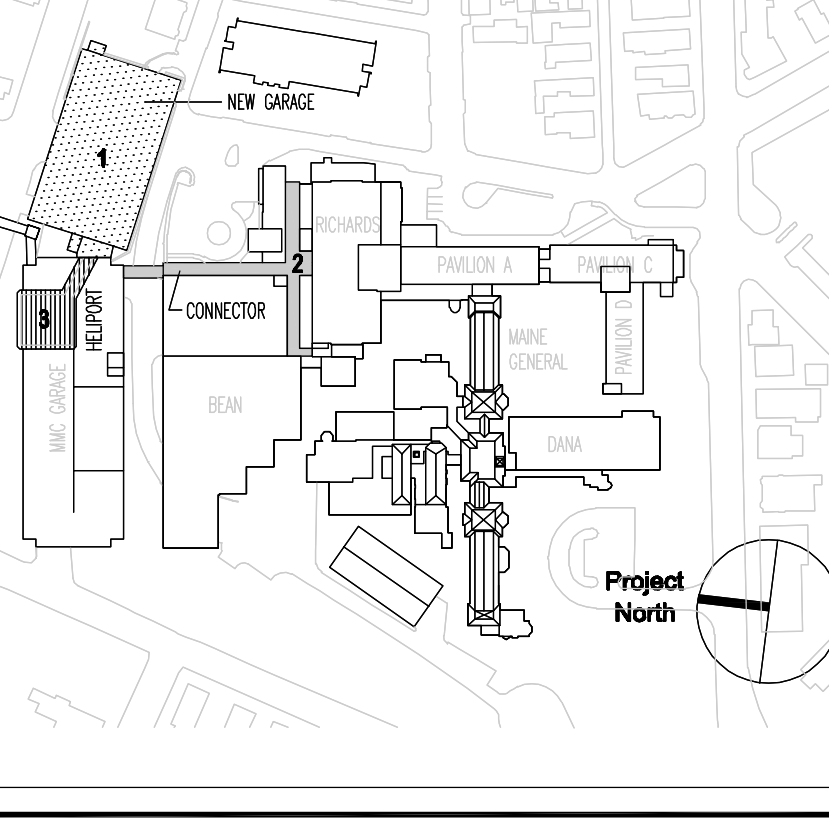 NEW GARAGE
1
RICHARDS
2
PAVILION A
PAVILION C
CONNECTOR
3
HELIPORT
PAVILION D
MAINE
GENERAL
MMC GARAGE
BEAN
DANA
Project
North